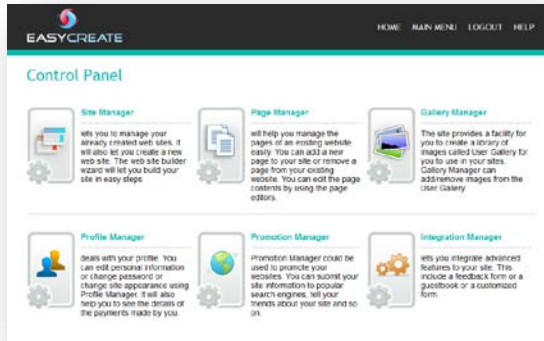 EASYCREATE
HOME MAIN MENU LOGOUT HELP
Control Panel
Site Manager
lets you to manage your
already created web sites. It
will also let you create a new
web site. The web site builder
wizard will let you build your
site in easy steps
Page Manager
will help you manage the
pages of an existing website
easily. You can add a new
page to your site or remove a
page from your existing
website. You can edit the page
contents by using the page
editors.
Gallery Manager
The site provides a facility for
you to create a library of
images called User Gallery for
you to use in your sites.
Gallery Manager can
add/remove images from the
User Gallery
Profile Manager
deals with your profile. You
can edit personal information
or change password or
change site appearance using
Profile Manager. It will also
help you to see the details of
the payments made by you.
Promotion Manager
Promotion Manager could be
used to promote your
websites. You can submit your
site information to popular
search engines, tell your
friends about your site and so
on.
Integration Manager
lets you integrate advanced
features to your site. This
include a feedback form or a
guestbook or a customized
form.